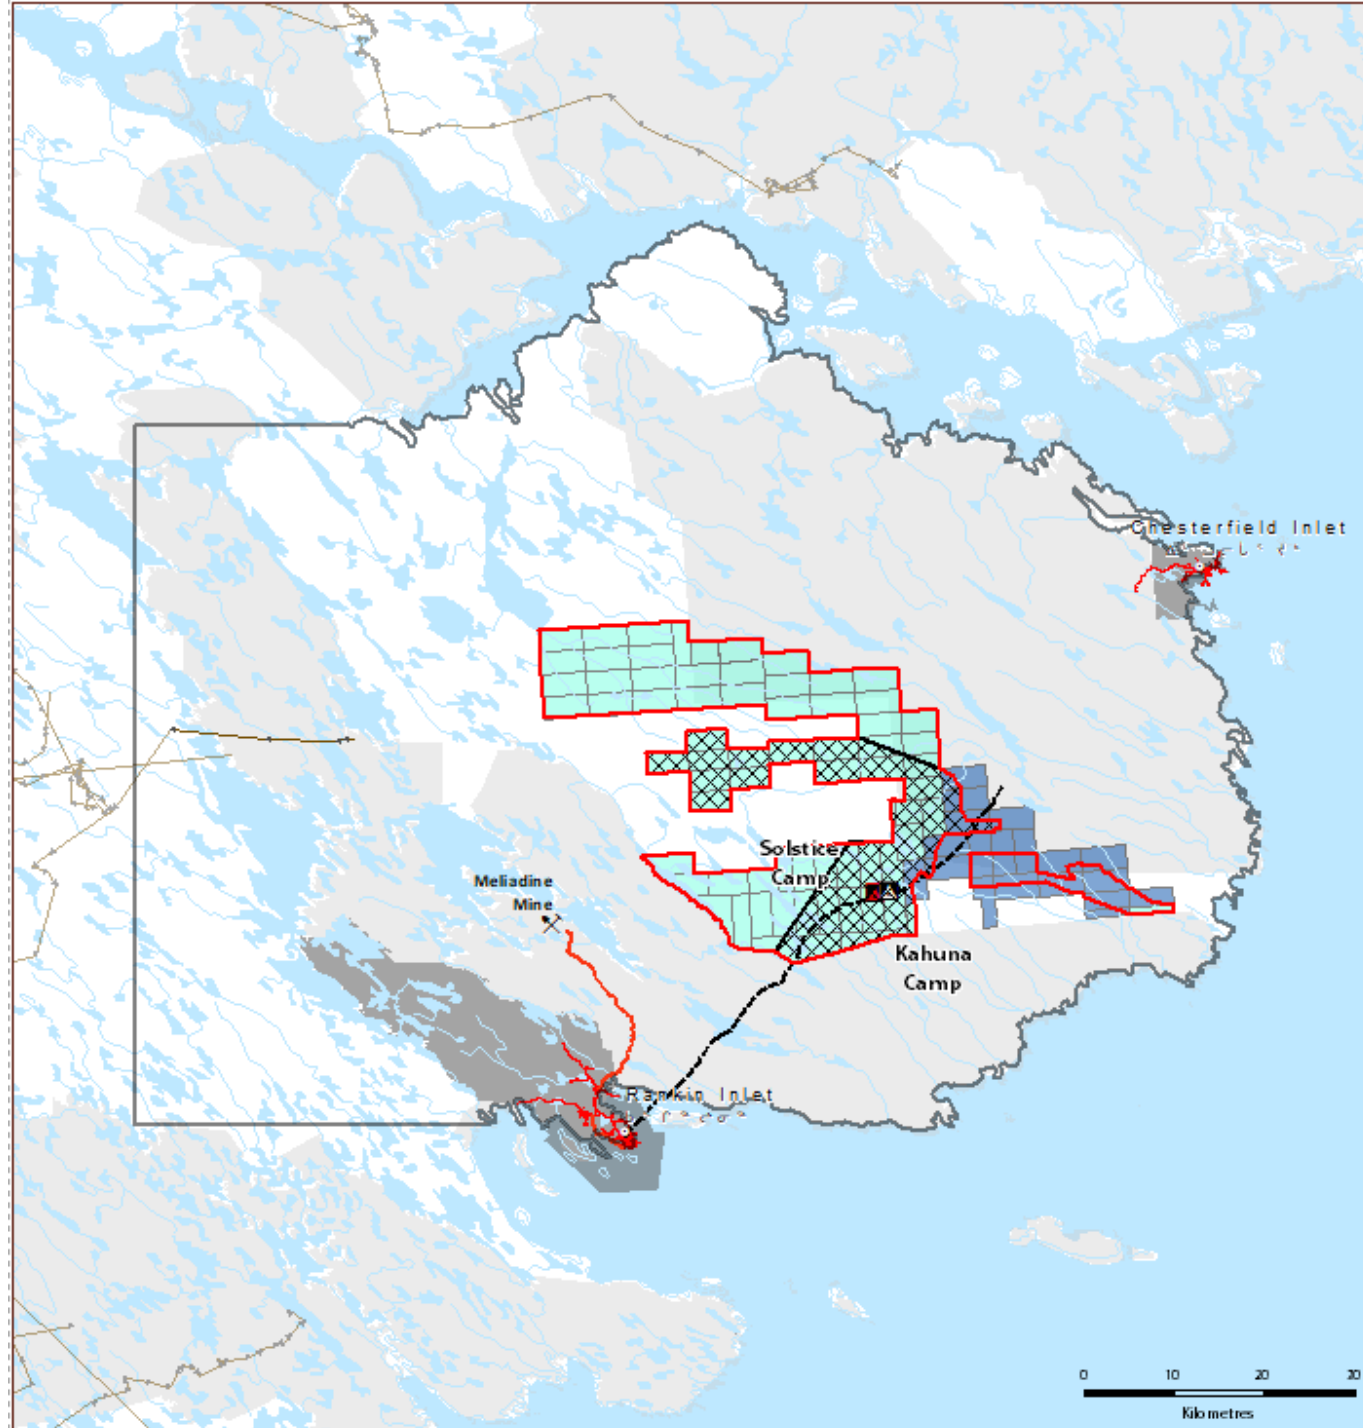 Chesterfield Inlet
Solstice
Camp
Meliadine
Mine
Kahuna
Camp
Rankin Inlet
0 10 20 30
Kilometres